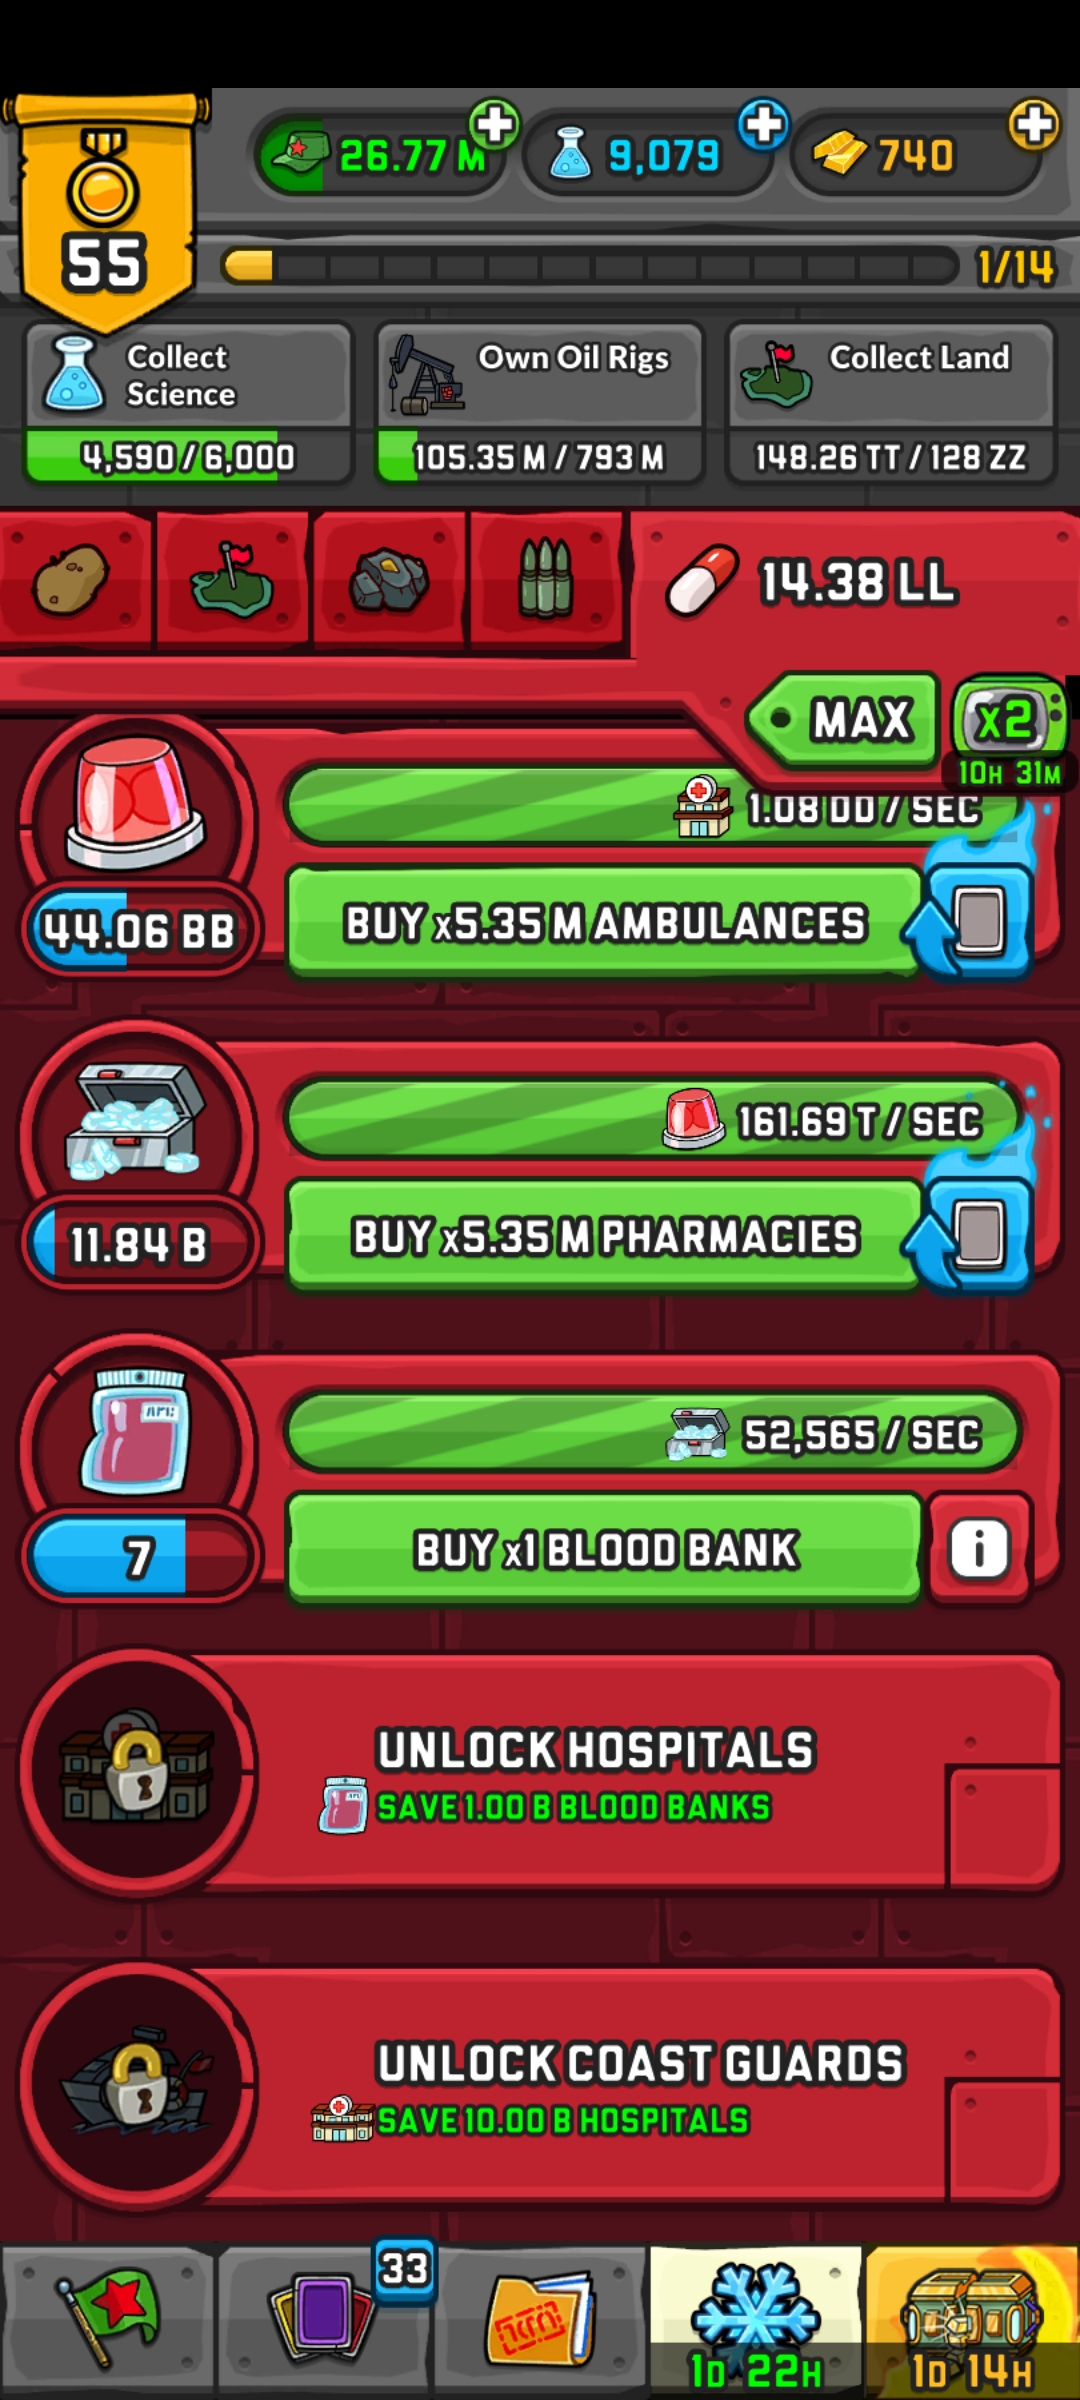 26.77 M
9,079
740
55
1/14
Collect
Science
4,590 / 6,000
Own Oil Rigs
105.35 M / 793 M
Collect Land
148.26 TT / 128 ZZ
14.38 LL
MAX
x2
10H 31M
1.08 DD / SEC
44.06 BB
BUY x5.35 M AMBULANCES
161.69 T / SEC
11.84 B
BUY x5.35 M PHARMACIES
52,565 / SEC
7
BUY x1 BLOOD BANK
i
UNLOCK HOSPITALS
SAVE 1.00 B BLOOD BANKS
UNLOCK COAST GUARDS
SAVE 10.00 B HOSPITALS
33
1D 22H
1D 14H